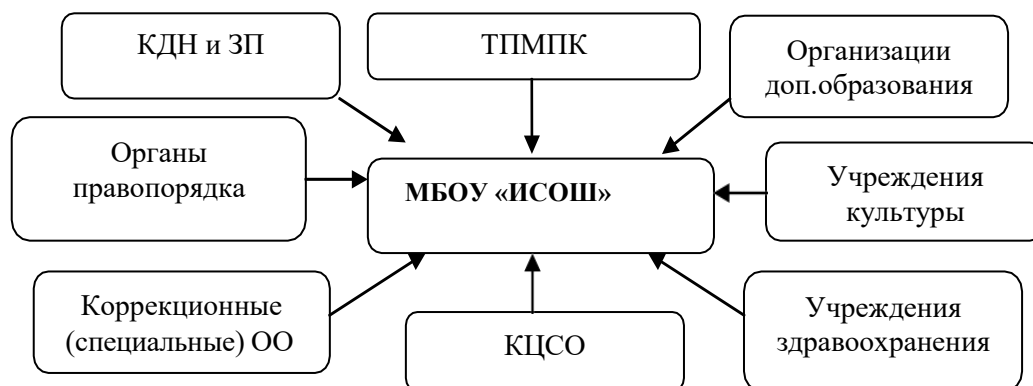 КДН и ЗП
ТПМПК
Организации
доп.образования
Органы
правопорядка
МБОУ «ИСОШ»
Учреждения
культуры
Коррекционные
(специальные) ОО
КЦСО
Учреждения
здравоохранения